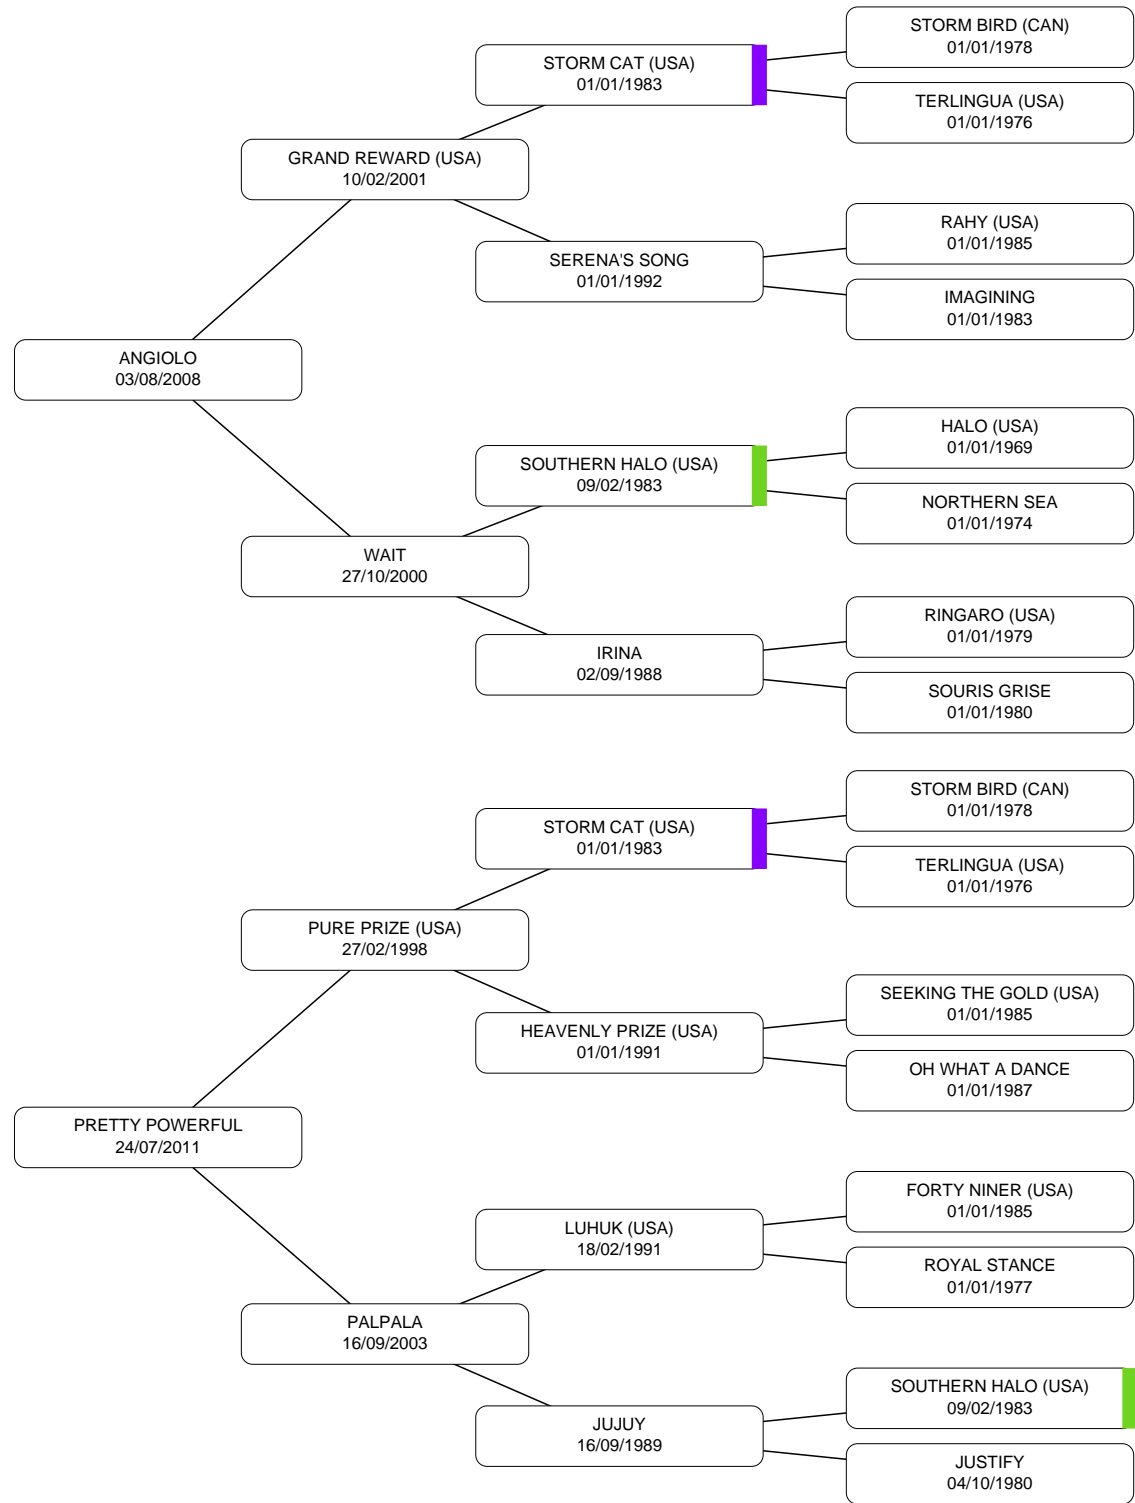 STORM BIRD (CAN)
01/01/1978
STORM CAT (USA)
01/01/1983
TERLINGUA (USA)
01/01/1976
GRAND REWARD (USA)
10/02/2001
RAHY (USA)
01/01/1985
SERENA'S SONG
01/01/1992
IMAGINING
01/01/1983
ANGIOLO
03/08/2008
HALO (USA)
01/01/1969
SOUTHERN HALO (USA)
09/02/1983
NORTHERN SEA
01/01/1974
WAIT
27/10/2000
RINGARO (USA)
01/01/1979
IRINA
02/09/1988
SOURIS GRISE
01/01/1980
STORM BIRD (CAN)
01/01/1978
STORM CAT (USA)
01/01/1983
TERLINGUA (USA)
01/01/1976
PURE PRIZE (USA)
27/02/1998
SEEKING THE GOLD (USA)
01/01/1985
HEAVENLY PRIZE (USA)
01/01/1991
OH WHAT A DANCE
01/01/1987
PRETTY POWERFUL
24/07/2011
FORTY NINER (USA)
01/01/1985
LUHUK (USA)
18/02/1991
ROYAL STANCE
01/01/1977
PALPALA
16/09/2003
SOUTHERN HALO (USA)
09/02/1983
JUJUY
16/09/1989
JUSTIFY
04/10/1980